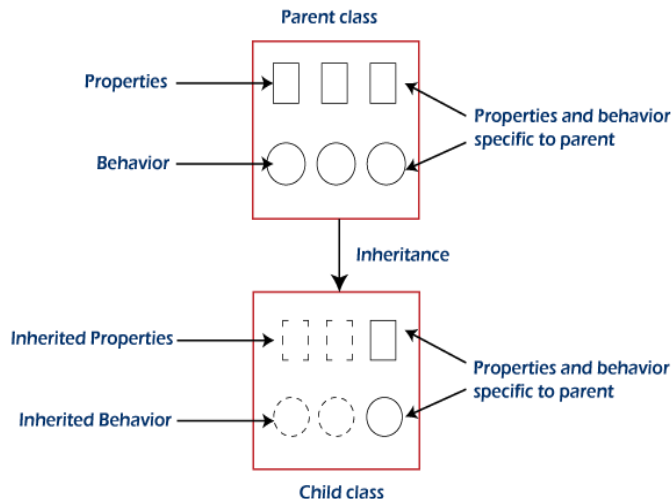 Parent class
Properties
Properties and behavior
specific to parent
Behavior
Inheritance
Inherited Properties
Properties and behavior
specific to parent
Inherited Behavior
Child class